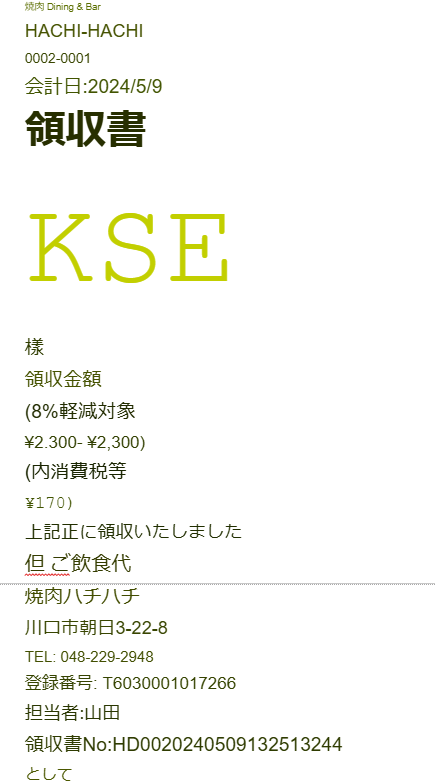 焼肉 Dining & Bar
HACHI-HACHI
0002-0001
会計日:2024/5/9
領収書
KSE
様
領収金額
(8%軽減対象
¥2.300- ¥2,300)
(内消費税等
¥170)
上記正に領収いたしました
但 ご飲食代
焼肉ハチハチ
川口市朝日3-22-8
TEL: 048-229-2948
登録番号: T6030001017266
担当者:山田
領収書No:HD0020240509132513244
として